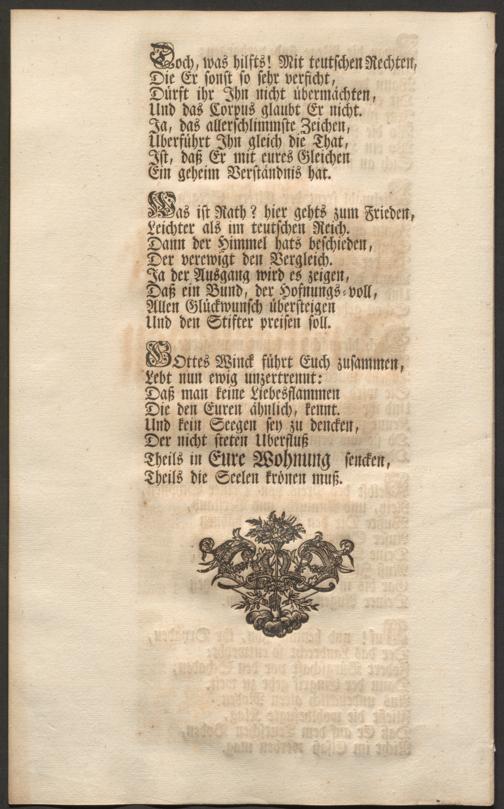 Doch, was hilfts! Mit teutschen Rechten,
Die Er sonst so sehr verficht,
Dürft ihr Ihn nicht übermächten,
Und das Corpus glaubt Er nicht.
Ja, das allerschlimmste Zeichen,
Uberführt Ihn gleich die That,
Ist, daß Er mit eures Gleichen
Ein geheim Verständnis hat.
Was ist Rath? hier gehts zum Frieden,
Leichter als im teutschen Reich.
Dann der Himmel hats beschieden,
Der verewigt den Vergleich.
Ja der Ausgang wird es zeigen,
Daß ein Bund, der Hofnungs-voll,
Allen Glückwunsch übersteigen
Und den Stifter preisen soll.
GOttes Winck führt Euch zusammen,
Lebt nun ewig unzertrennt:
Daß man keine Liebesflammen
Die den Euren ähnlich, kennt.
Und kein Seegen sey zu dencken,
Der nicht steten Uberfluß
Theils in Eure Wohnung sencken,
Theils die Seelen krönen muß.